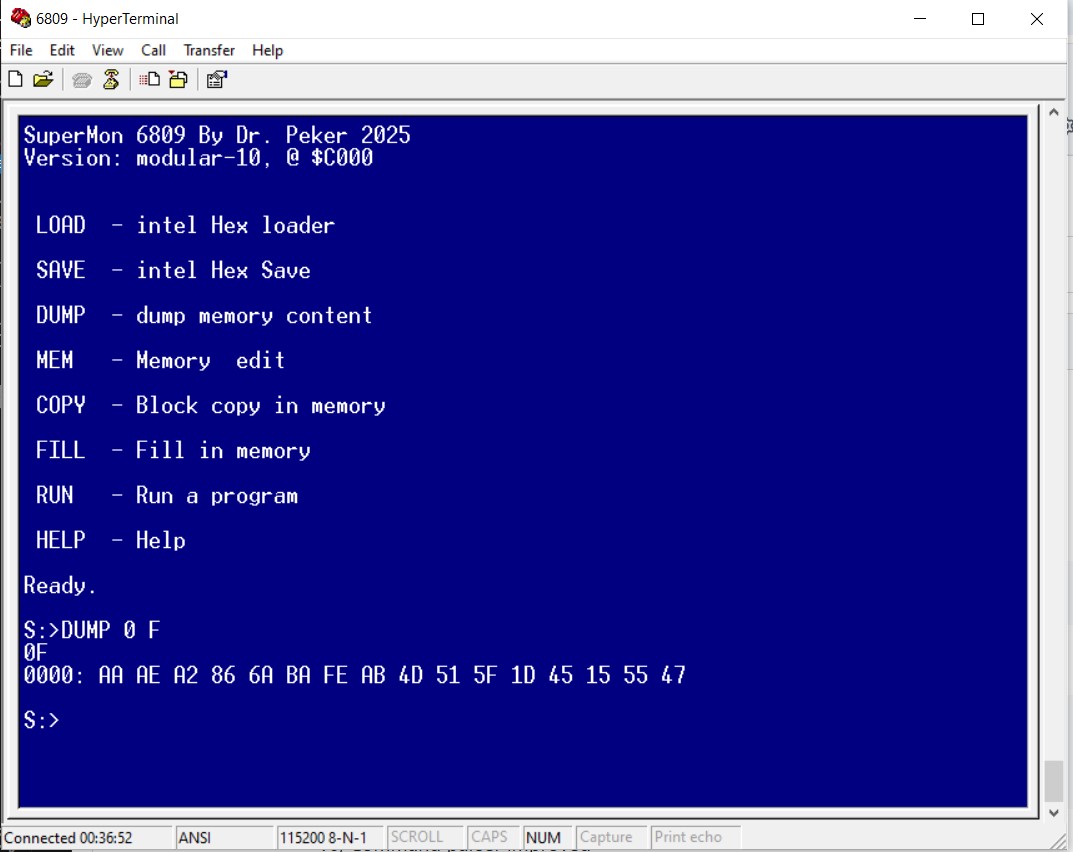 6809 - HyperTerminal
File Edit View Call Transfer Help
SuperMon 6809 By Dr. Peker 2025
Version: modular-10, @ $C000
LOAD - intel Hex loader
SAVE - intel Hex Save
DUMP - dump memory content
MEM - Memory  edit
COPY - Block copy in memory
FILL - Fill in memory
RUN - Run a program
HELP - Help
Ready.
S:>DUMP 0 F
0F
0000: AA AE A2 86 6A BA FE AB 4D 51 5F 1D 45 15 55 47
S:>
Connected 00:36:52 ANSI 115200 8-N-1 SCROLL CAPS NUM Capture Print echo